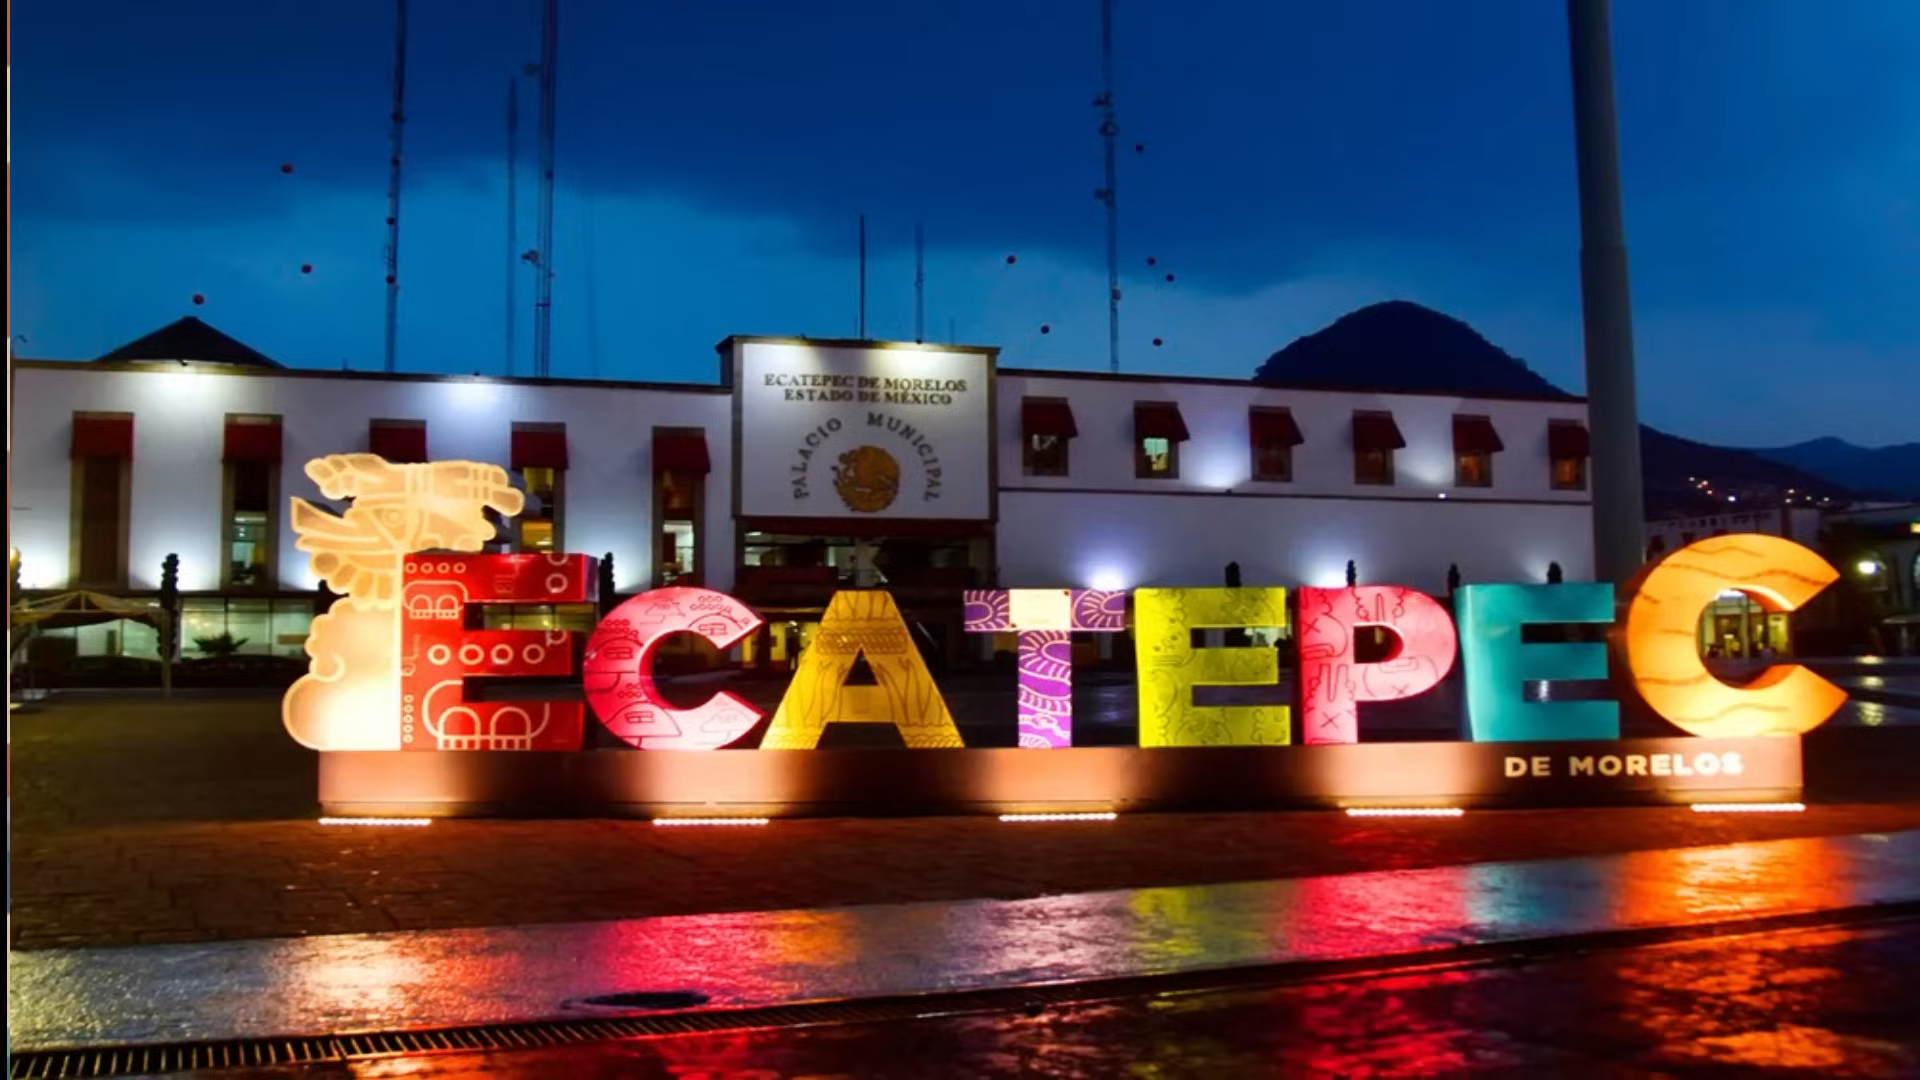 ECATEPEC DE MORELOS
ESTADO DE MÉXICO
PALACIO MUNICIPAL
ECATEPEC
DE MORELOS